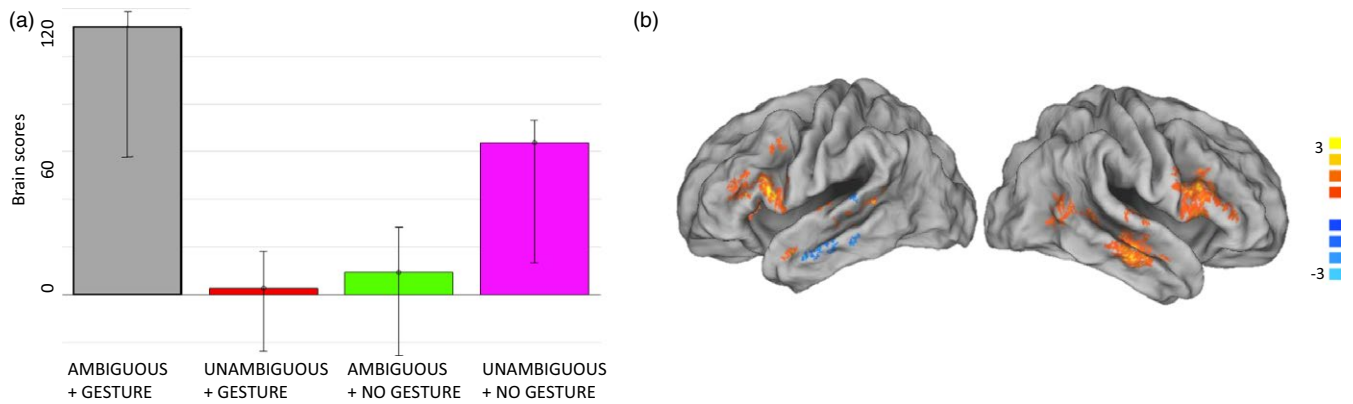 (a)
120
60
0
Brain scores
AMBIGUOUS
+ GESTURE
UNAMBIGUOUS
+ GESTURE
AMBIGUOUS
+ NO GESTURE
UNAMBIGUOUS
+ NO GESTURE
(b)
3
-3